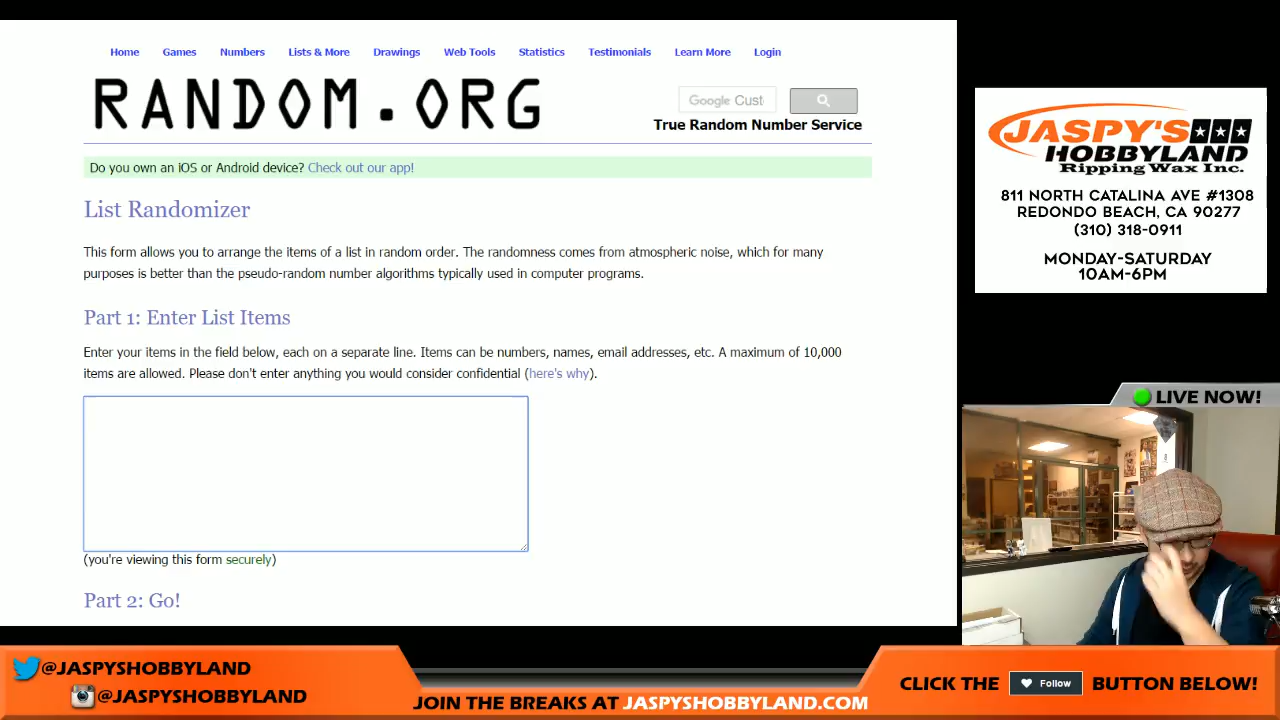 Home Games Numbers Lists & More Drawings Web Tools Statistics Testimonials Learn More Login
RANDOM.ORG
Google Cust
True Random Number Service
Do you own an iOS or Android device? Check out our app!
List Randomizer
This form allows you to arrange the items of a list in random order. The randomness comes from atmospheric noise, which for many
purposes is better than the pseudo-random number algorithms typically used in computer programs.
Part 1: Enter List Items
Enter your items in the field below, each on a separate line. Items can be numbers, names, email addresses, etc. A maximum of 10,000
items are allowed. Please don't enter anything you would consider confidential (here's why).
(you're viewing this form securely)
Part 2: Go!
JASPY'S
HOBBYLAND
Ripping Wax Inc.
811 NORTH CATALINA AVE #1308
REDONDO BEACH, CA 90277
(310) 318-0911
MONDAY-SATURDAY
10AM-6PM
LIVE NOW!
@JASPYSHOBBYLAND
@JASPYSHOBBYLAND
JOIN THE BREAKS AT JASPYSHOBBYLAND.COM
CLICK THE Follow BUTTON BELOW!